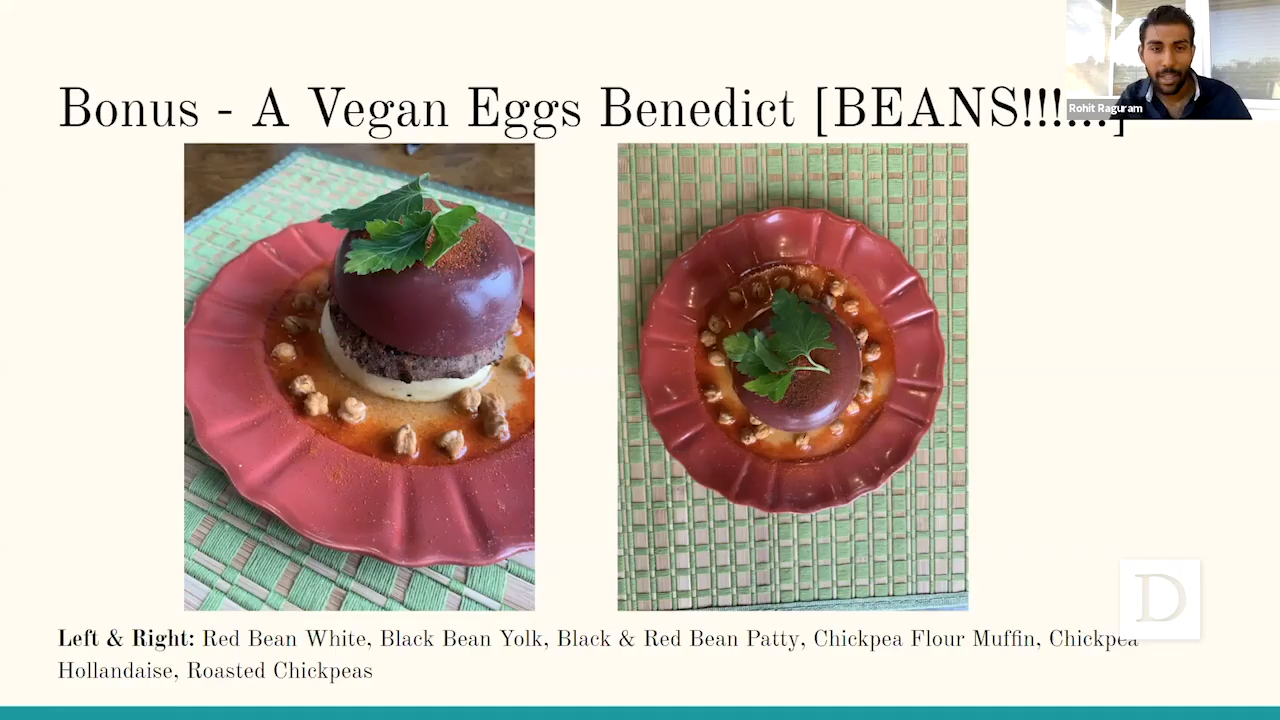 Rohit Raguram
Bonus - A Vegan Eggs Benedict [BEANS!!!...]
D
Left & Right: Red Bean White, Black Bean Yolk, Black & Red Bean Patty, Chickpea Flour Muffin, Chickpea
Hollandaise, Roasted Chickpeas